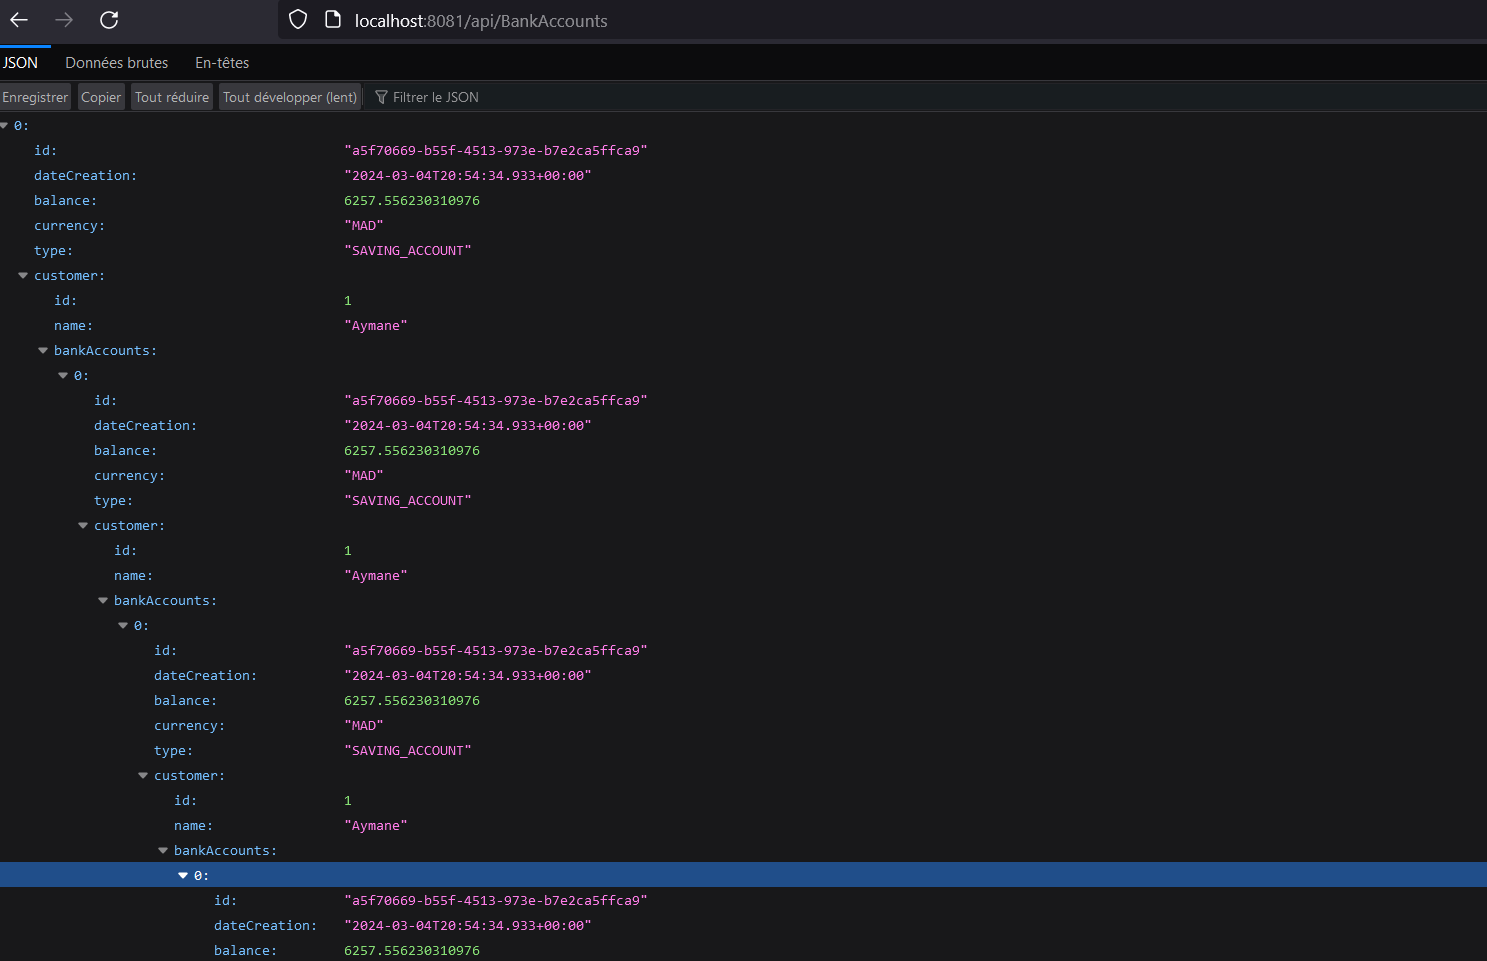 localhost:8081/api/BankAccounts
JSON Données brutes En-têtes
Enregistrer Copier Tout réduire Tout développer (lent) Filtrer le JSON
0:
id: "a5f70669-b55f-4513-973e-b7e2ca5ffca9"
dateCreation: "2024-03-04T20:54:34.933+00:00"
balance: 6257.556230310976
currency: "MAD"
type: "SAVING_ACCOUNT"
customer:
id: 1
name: "Aymane"
bankAccounts:
0:
id: "a5f70669-b55f-4513-973e-b7e2ca5ffca9"
dateCreation: "2024-03-04T20:54:34.933+00:00"
balance: 6257.556230310976
currency: "MAD"
type: "SAVING_ACCOUNT"
customer:
id: 1
name: "Aymane"
bankAccounts:
0:
id: "a5f70669-b55f-4513-973e-b7e2ca5ffca9"
dateCreation: "2024-03-04T20:54:34.933+00:00"
balance: 6257.556230310976
currency: "MAD"
type: "SAVING_ACCOUNT"
customer:
id: 1
name: "Aymane"
bankAccounts:
0:
id: "a5f70669-b55f-4513-973e-b7e2ca5ffca9"
dateCreation: "2024-03-04T20:54:34.933+00:00"
balance: 6257.556230310976